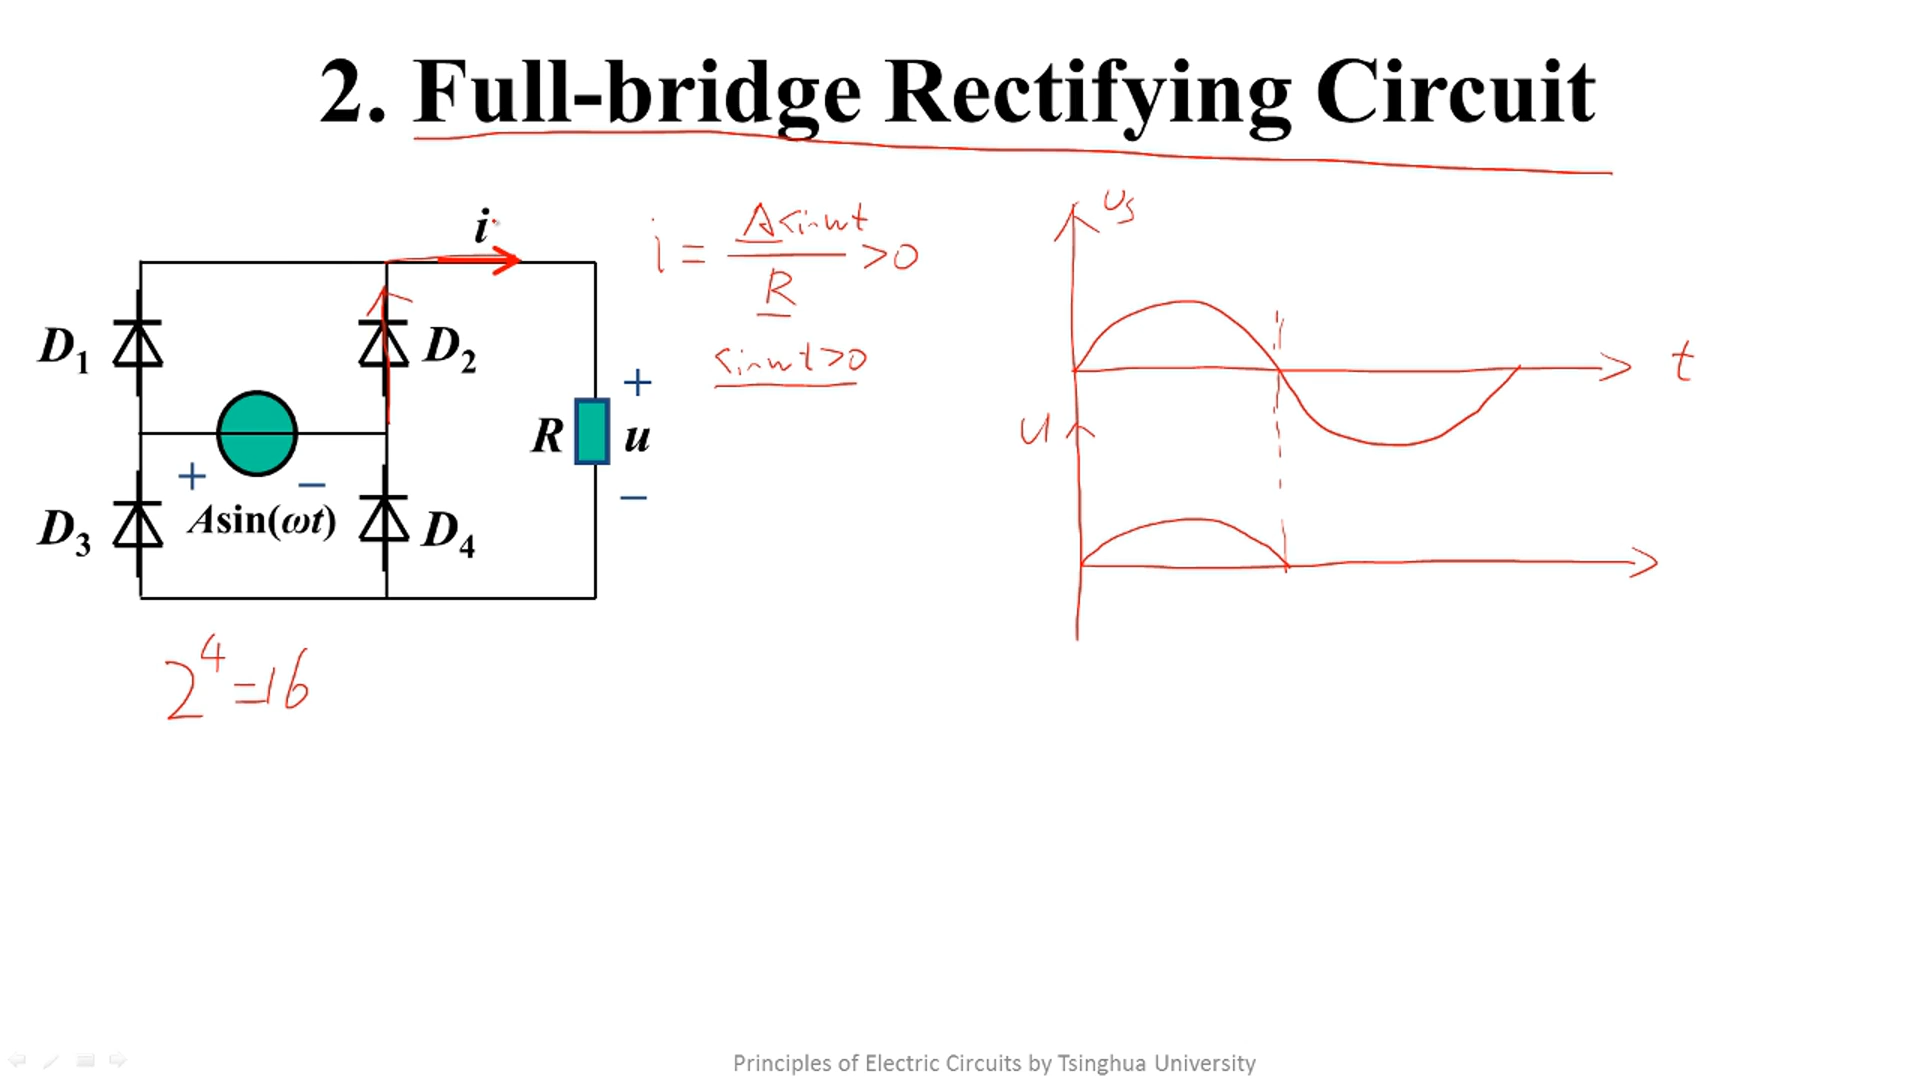 2. Full-bridge Rectifying Circuit
i
i = Asinωt / R >0
sinωt>0
D1
D2
R
+
u
−
+ −
Asin(ωt)
D3
D4
2^4=16
us
t
u
Principles of Electric Circuits by Tsinghua University